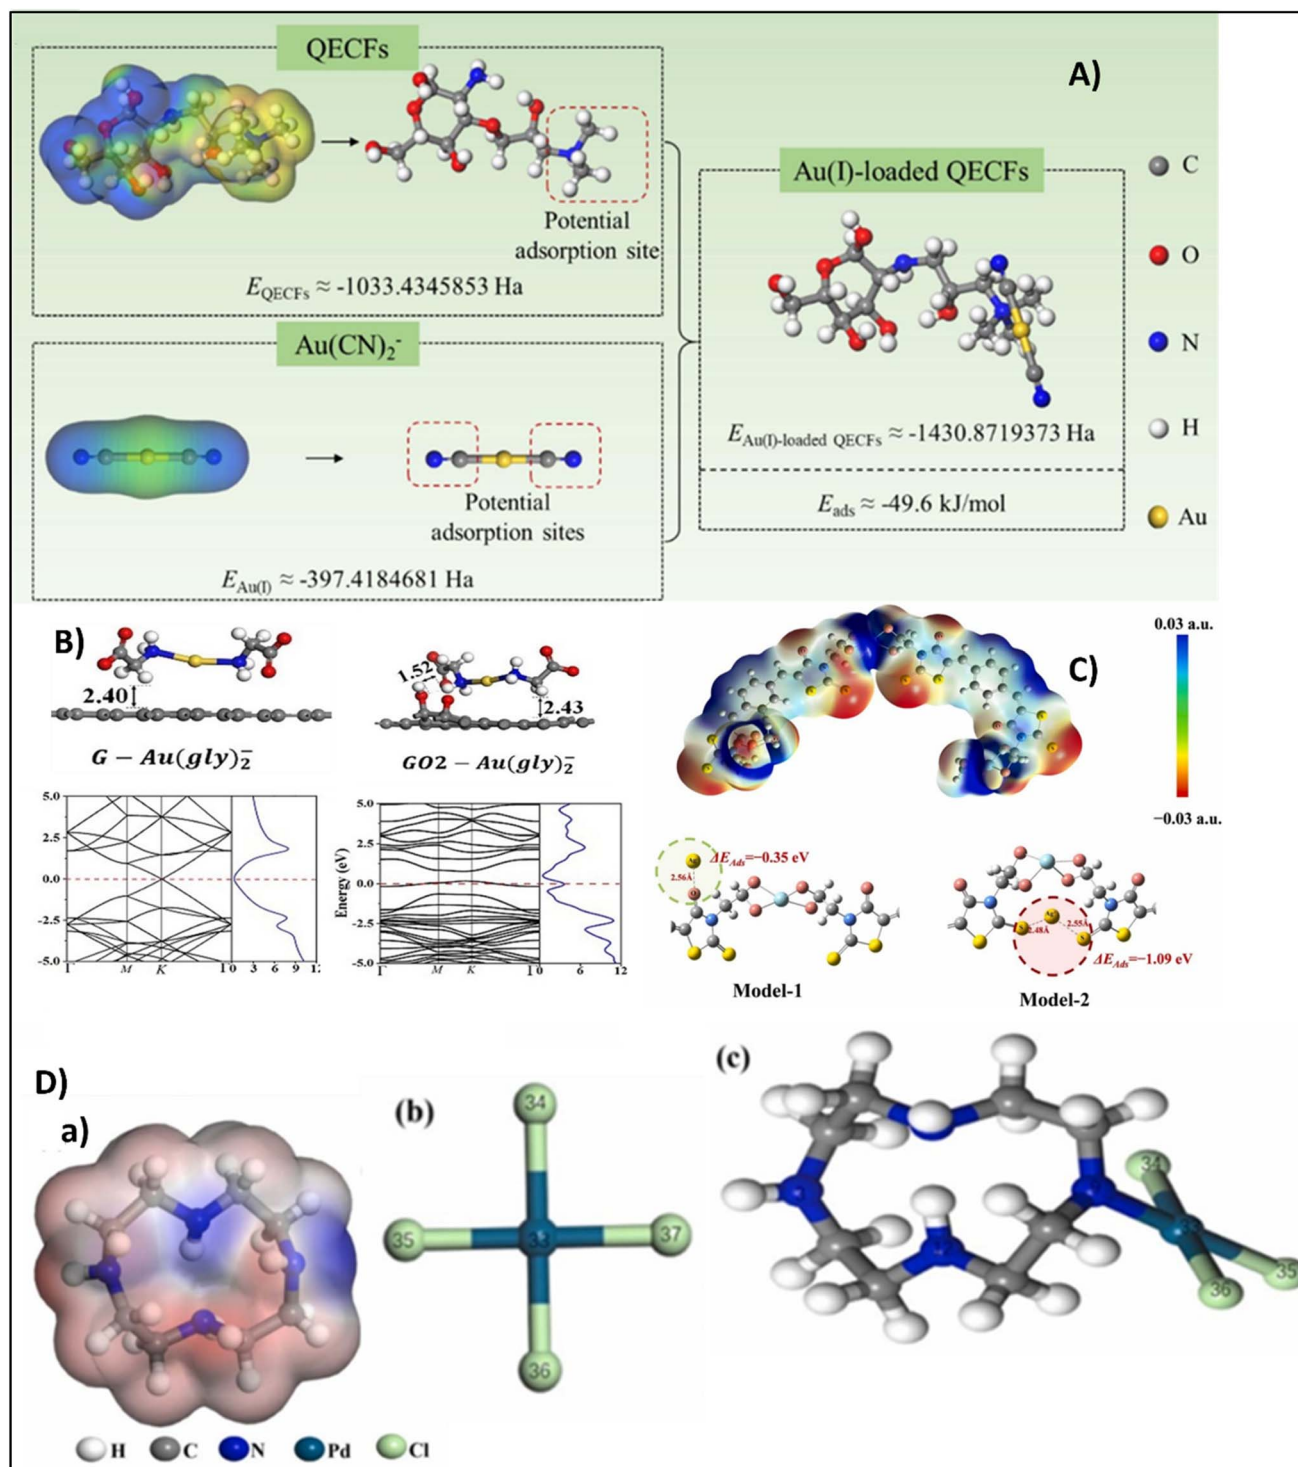 QECFs
A)
Potential
adsorption site
E_QECFs ≈ -1033.4345853 Ha
Au(CN)₂⁻
Potential
adsorption sites
E_Au(I) ≈ -397.4184681 Ha
Au(I)-loaded QECFs
E_Au(I)-loaded QECFs ≈ -1430.8719373 Ha
E_ads ≈ -49.6 kJ/mol
C
O
N
H
Au
B)
2.40
G − Au(gly)₂⁻
1.52
2.43
GO2 − Au(gly)₂⁻
5.0
2.5
0.0
-2.5
-5.0
Γ M K Γ 0 3 6 9 12
Energy (eV)
5.0
2.5
0.0
-2.5
-5.0
Γ M K Γ 0 6 12
C)
0.03 a.u.
−0.03 a.u.
ΔE_Ads=−0.35 eV
2.56Å
Model-1
2.48Å
2.55Å
ΔE_Ads=−1.09 eV
Model-2
D)
a)
H C N Pd Cl
(b)
34
35 33 37
36
(c)
34
33
35
36